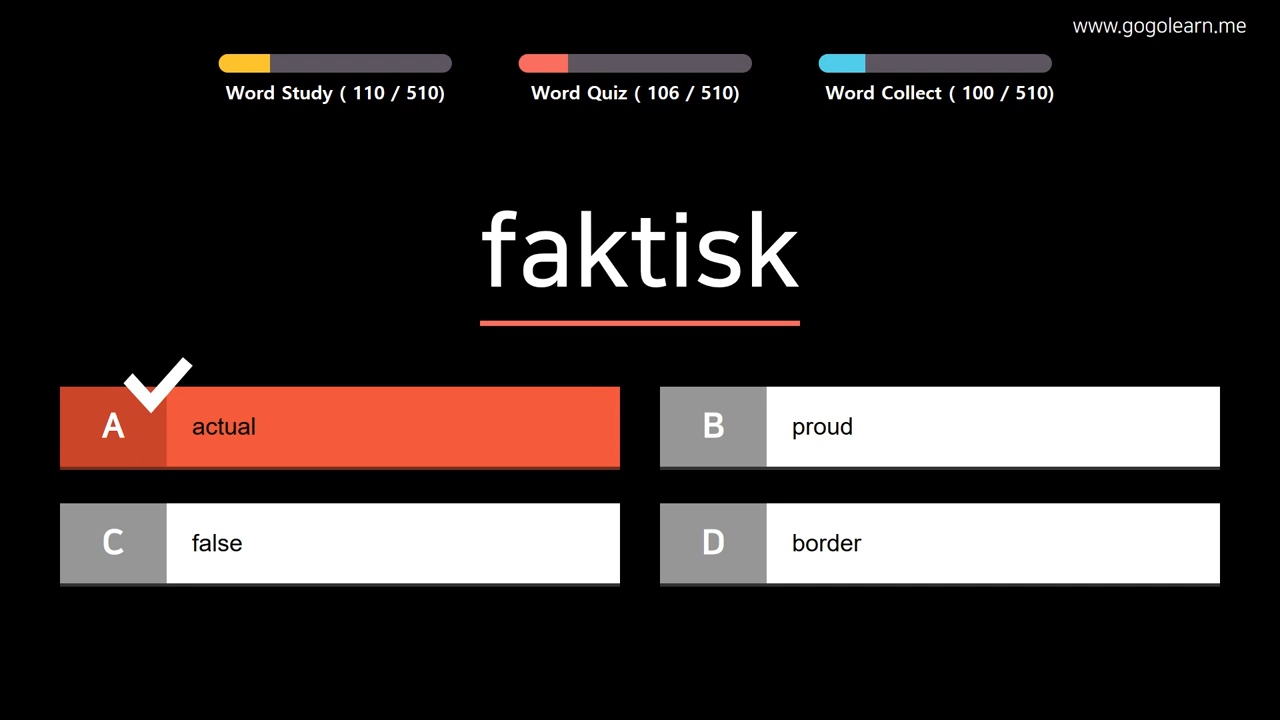 www.gogolearn.me
Word Study ( 110 / 510)
Word Quiz ( 106 / 510)
Word Collect ( 100 / 510)
faktisk
A actual
B proud
C false
D border